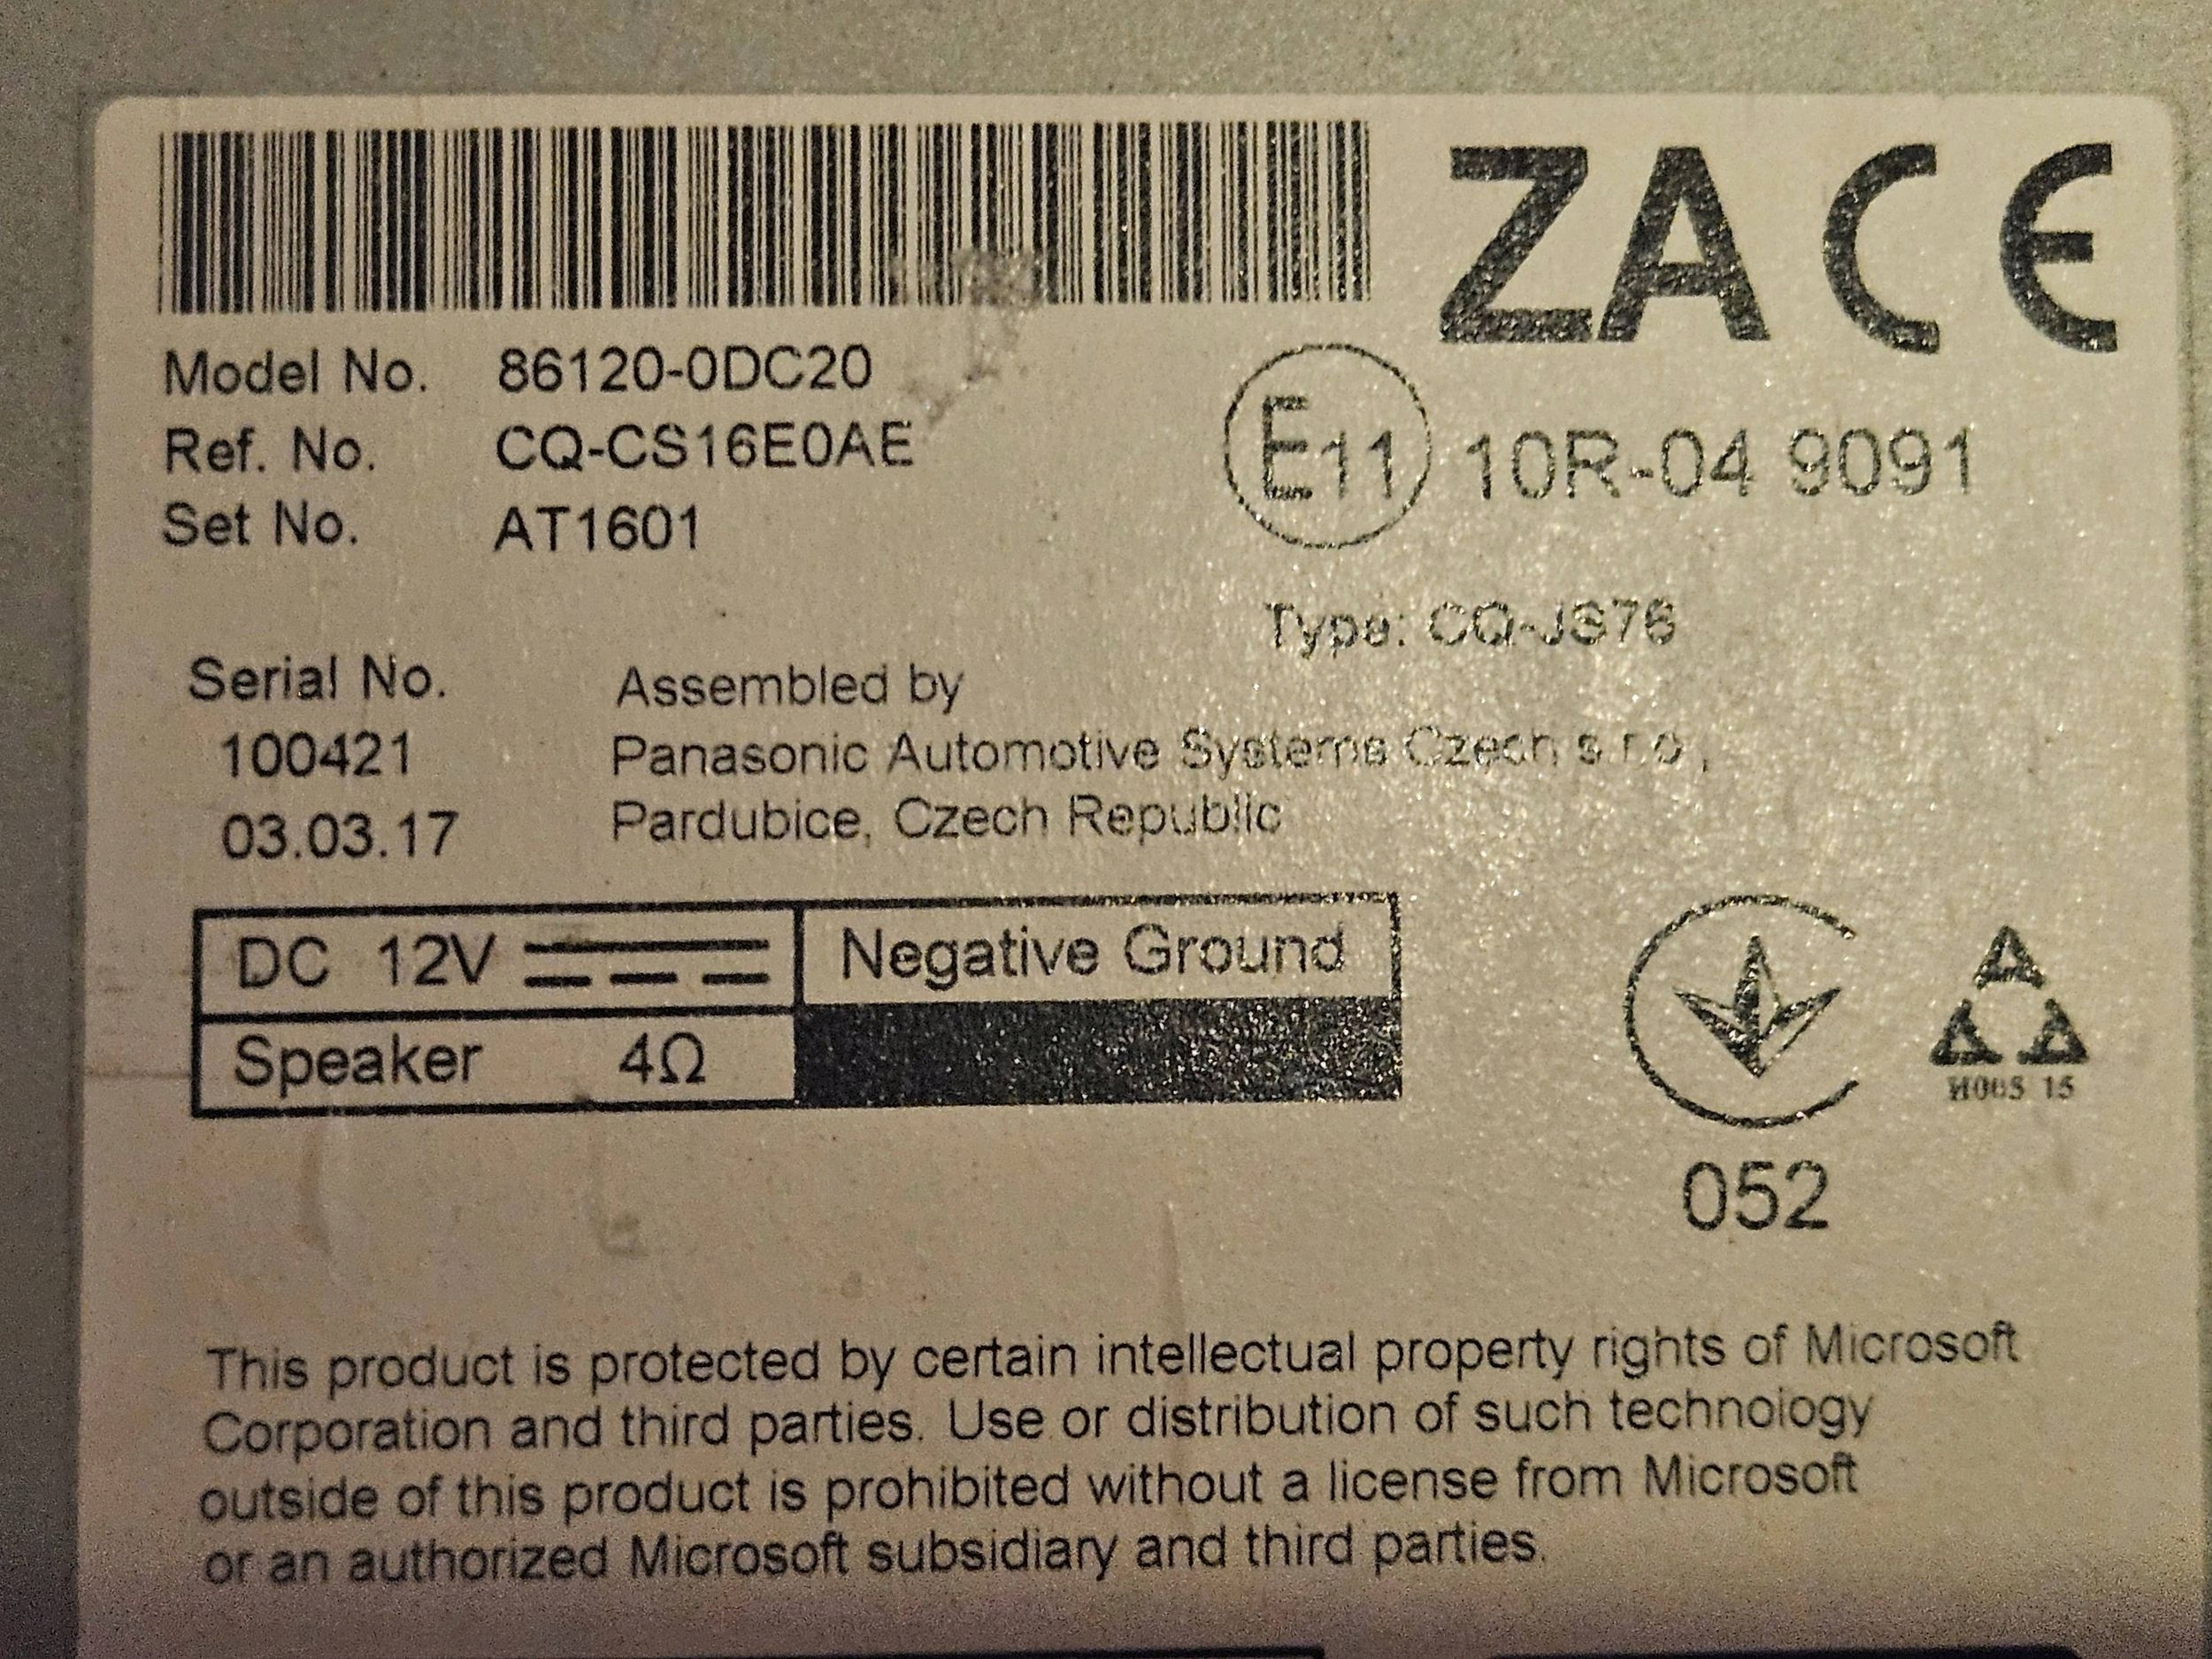 ZA CE
Model No. 86120-0DC20
Ref. No. CQ-CS16E0AE
Set No. AT1601
E11 10R-04 9091
Type: CQ-JS76
Serial No.
100421
03.03.17
Assembled by
Panasonic Automotive Systems Czech s.r.o.,
Pardubice, Czech Republic
DC 12V Negative Ground
Speaker 4Ω
052
15
This product is protected by certain intellectual property rights of Microsoft
Corporation and third parties. Use or distribution of such technology
outside of this product is prohibited without a license from Microsoft
or an authorized Microsoft subsidiary and third parties.